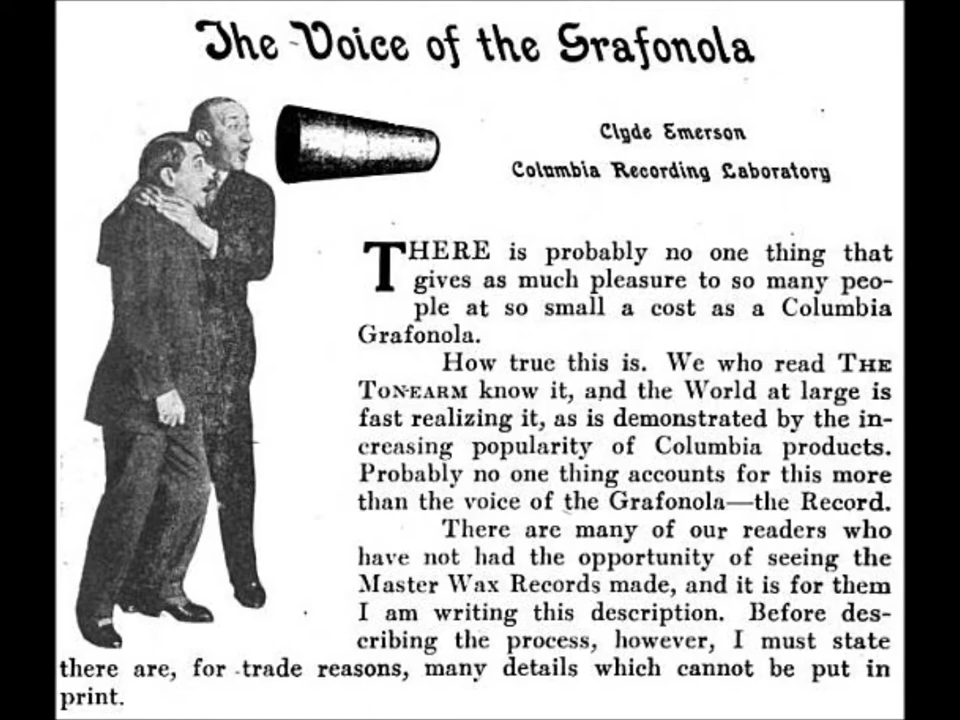 The Voice of the Grafonola
Clyde Emerson
Columbia Recording Laboratory
THERE is probably no one thing that
gives as much pleasure to so many peo-
ple at so small a cost as a Columbia
Grafonola.
How true this is. We who read THE
TONEARM know it, and the World at large is
fast realizing it, as is demonstrated by the in-
creasing popularity of Columbia products.
Probably no one thing accounts for this more
than the voice of the Grafonola—the Record.
There are many of our readers who
have not had the opportunity of seeing the
Master Wax Records made, and it is for them
I am writing this description. Before des-
cribing the process, however, I must state
there are, for trade reasons, many details which cannot be put in
print.